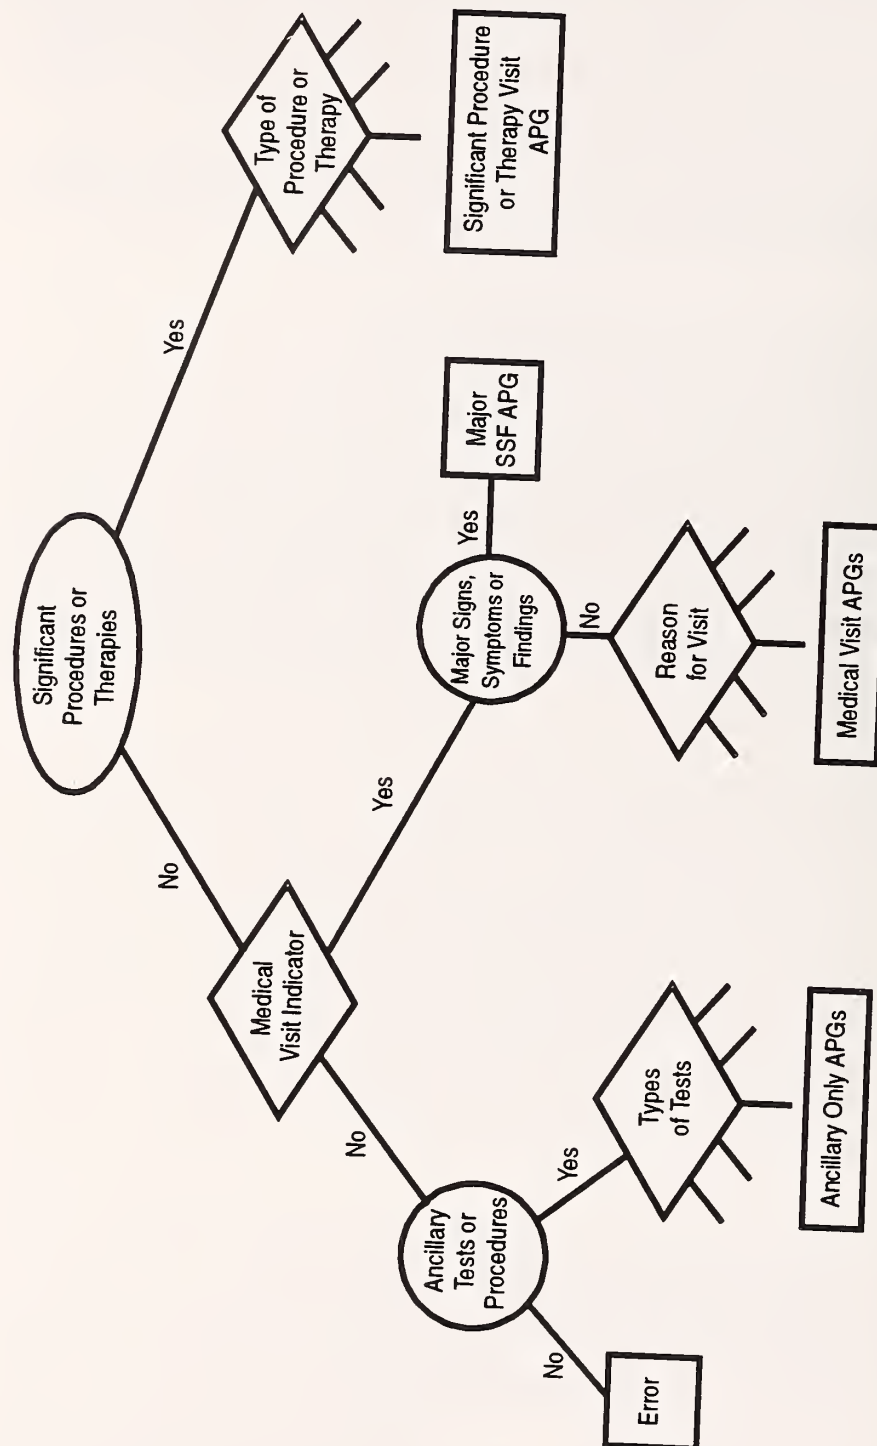 Significant
Procedures or
Therapies
No
Yes
Medical
Visit Indicator
Type of
Procedure or
Therapy
No
Yes
Significant Procedure
or Therapy Visit
APG
Ancillary
Tests or
Procedures
Major Signs,
Symptoms or
Findings
Yes
Major
SSF APG
No
Yes
No
Error
Types
of Tests
Reason
for Visit
Ancillary Only APGs
Medical Visit APGs